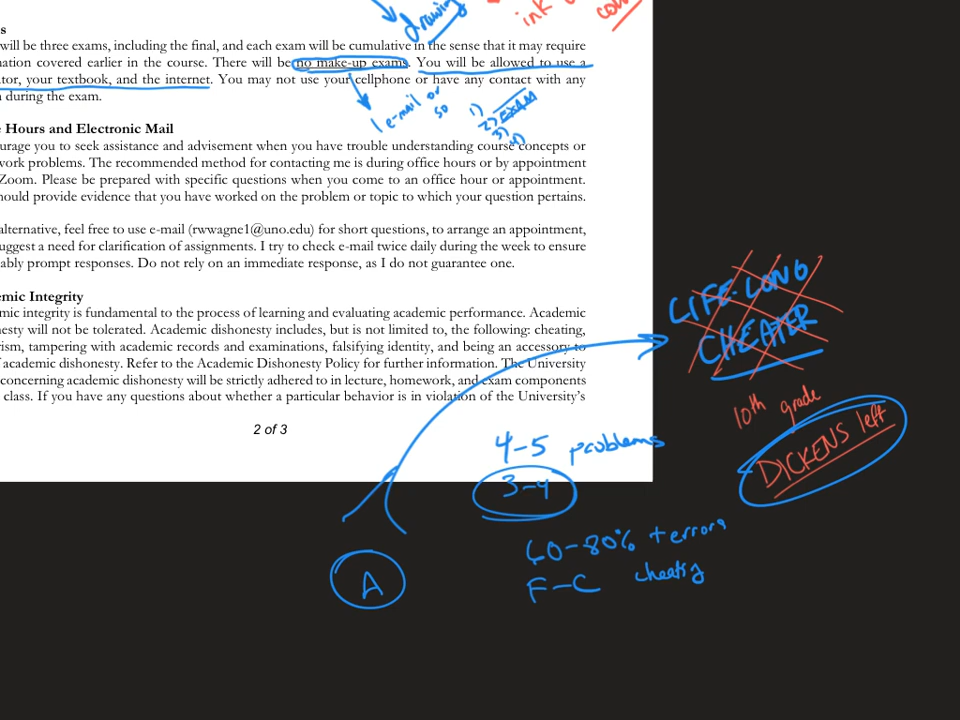 drawing
ink
s
will be three exams, including the final, and each exam will be cumulative in the sense that it may require
nation covered earlier in the course. There will be no make-up exams. You will be allowed to use a
tor, your textbook, and the internet. You may not use your cellphone or have any contact with any
n during the exam.
1 e-mail or so
1)
2) EXAM
3)
4)
e Hours and Electronic Mail
urage you to seek assistance and advisement when you have trouble understanding course concepts or
work problems. The recommended method for contacting me is during office hours or by appointment
Zoom. Please be prepared with specific questions when you come to an office hour or appointment.
hould provide evidence that you have worked on the problem or topic to which your question pertains.
alternative, feel free to use e-mail (rwwagne1@uno.edu) for short questions, to arrange an appointment,
uggest a need for clarification of assignments. I try to check e-mail twice daily during the week to ensure
ably prompt responses. Do not rely on an immediate response, as I do not guarantee one.
emic Integrity
mic integrity is fundamental to the process of learning and evaluating academic performance. Academic
nesty will not be tolerated. Academic dishonesty includes, but is not limited to, the following: cheating,
rism, tampering with academic records and examinations, falsifying identity, and being an accessory to
f academic dishonesty. Refer to the Academic Dishonesty Policy for further information. The University
concerning academic dishonesty will be strictly adhered to in lecture, homework, and exam components
class. If you have any questions about whether a particular behavior is in violation of the University's
2 of 3
LIFE-LONG
CHEATER
10th grade
DICKENS left
4-5 problems
3-4
60-80% + errors
F-C cheating
A